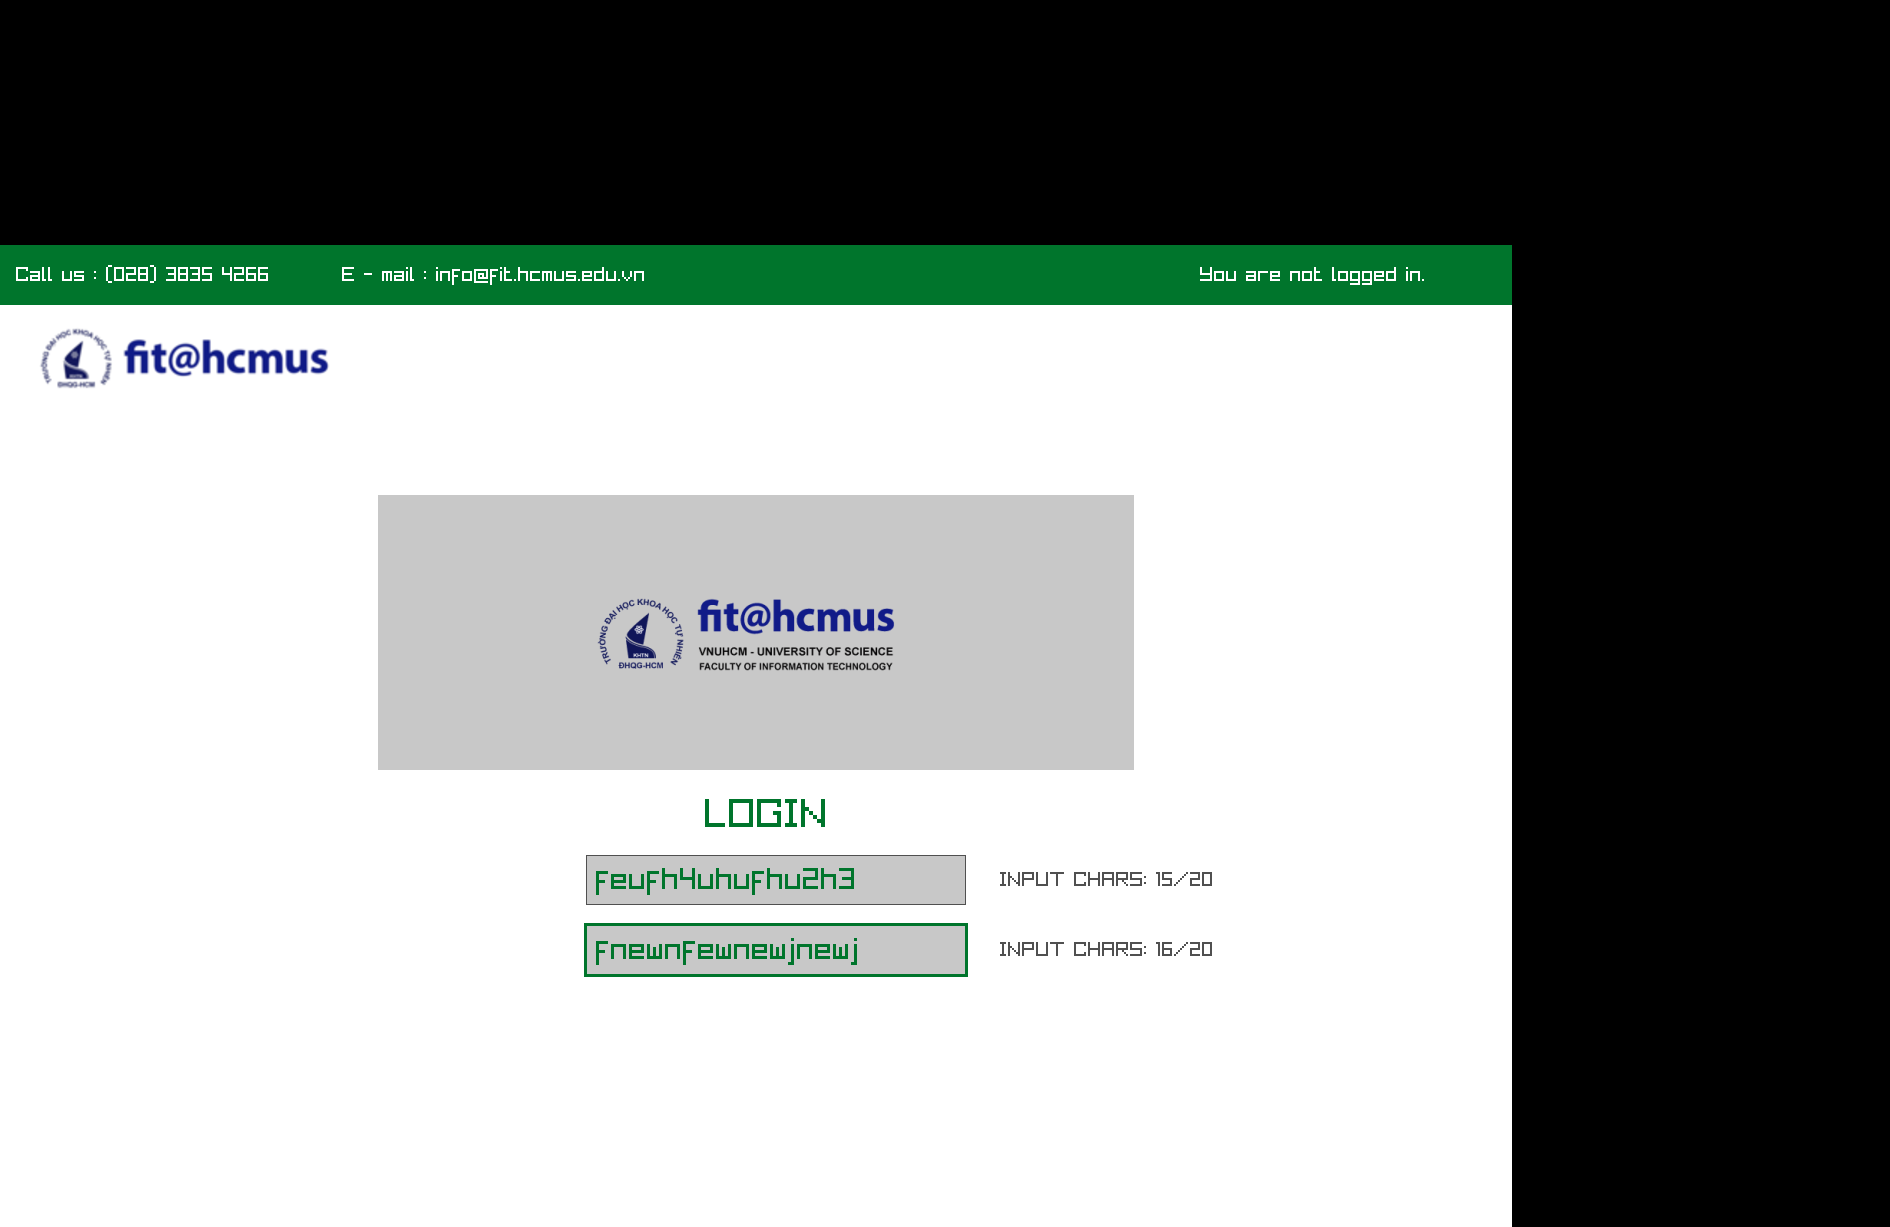 Call us : (028) 3835 4266 E - mail : info@fit.hcmus.edu.vn You are not logged in.
TRƯỜNG ĐẠI HỌC KHOA HỌC TỰ NHIÊN
ĐHQG-HCM
fit@hcmus
TRƯỜNG ĐẠI HỌC KHOA HỌC TỰ NHIÊN
KHTN
ĐHQG-HCM
fit@hcmus
VNUHCM - UNIVERSITY OF SCIENCE
FACULTY OF INFORMATION TECHNOLOGY
LOGIN
feufh4uhufhu2h3 INPUT CHARS: 15/20
fnewnfewnewjnewj INPUT CHARS: 16/20